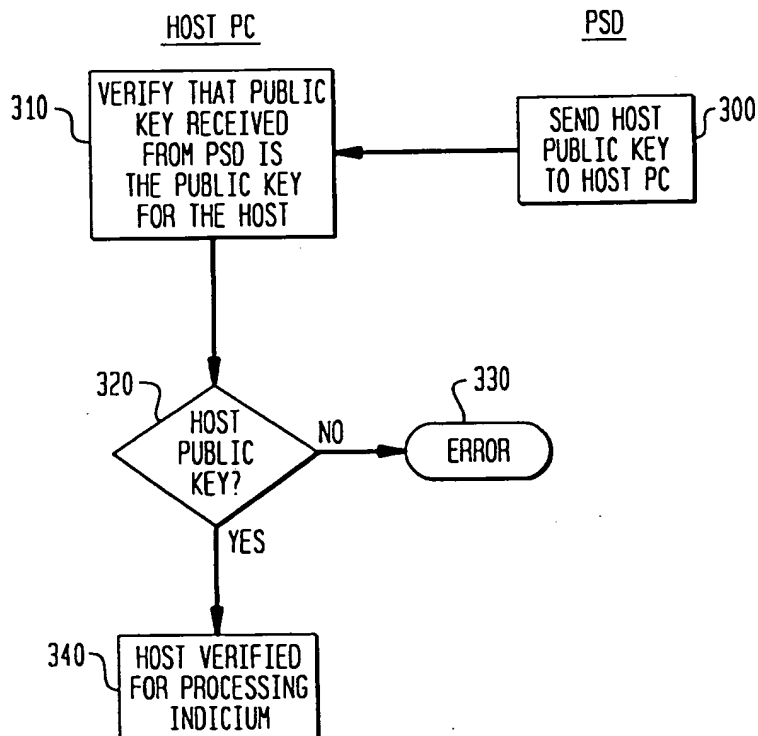 HOST PC
PSD
310
VERIFY THAT PUBLIC
KEY RECEIVED
FROM PSD IS
THE PUBLIC KEY
FOR THE HOST
SEND HOST
PUBLIC KEY
TO HOST PC
300
320
HOST
PUBLIC
KEY?
NO
330
ERROR
YES
340
HOST VERIFIED
FOR PROCESSING
INDICIUM